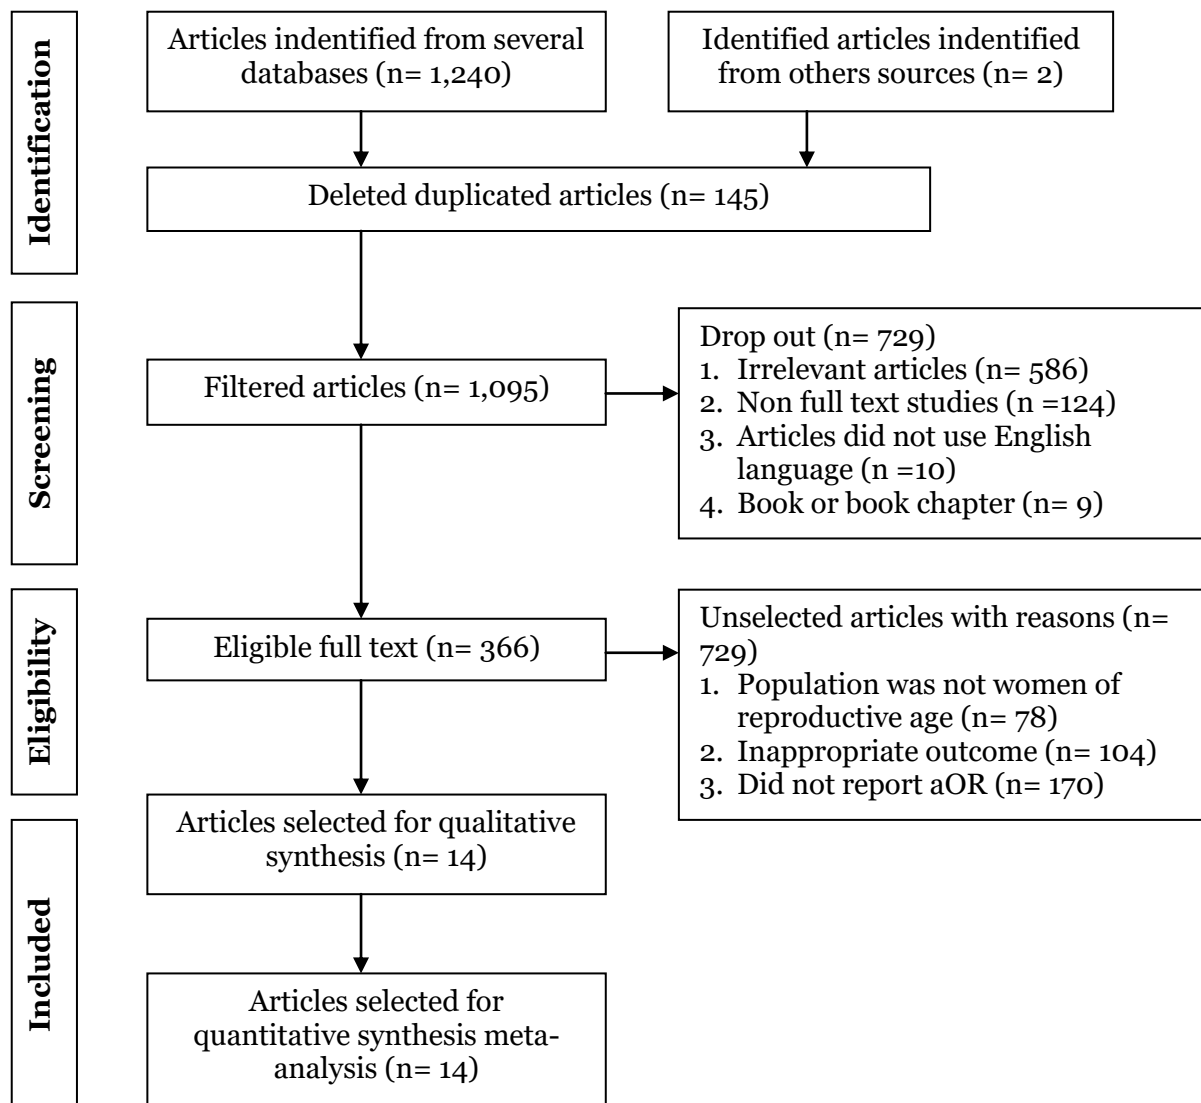 Identification
Articles indentified from several
databases (n= 1,240)
Identified articles indentified
from others sources (n= 2)
Deleted duplicated articles (n= 145)
Screening
Filtered articles (n= 1,095)
Drop out (n= 729)
1. Irrelevant articles (n= 586)
2. Non full text studies (n =124)
3. Articles did not use English
language (n =10)
4. Book or book chapter (n= 9)
Eligibility
Eligible full text (n= 366)
Unselected articles with reasons (n=
729)
1. Population was not women of
reproductive age (n= 78)
2. Inappropriate outcome (n= 104)
3. Did not report aOR (n= 170)
Included
Articles selected for qualitative
synthesis (n= 14)
Articles selected for
quantitative synthesis meta-
analysis (n= 14)